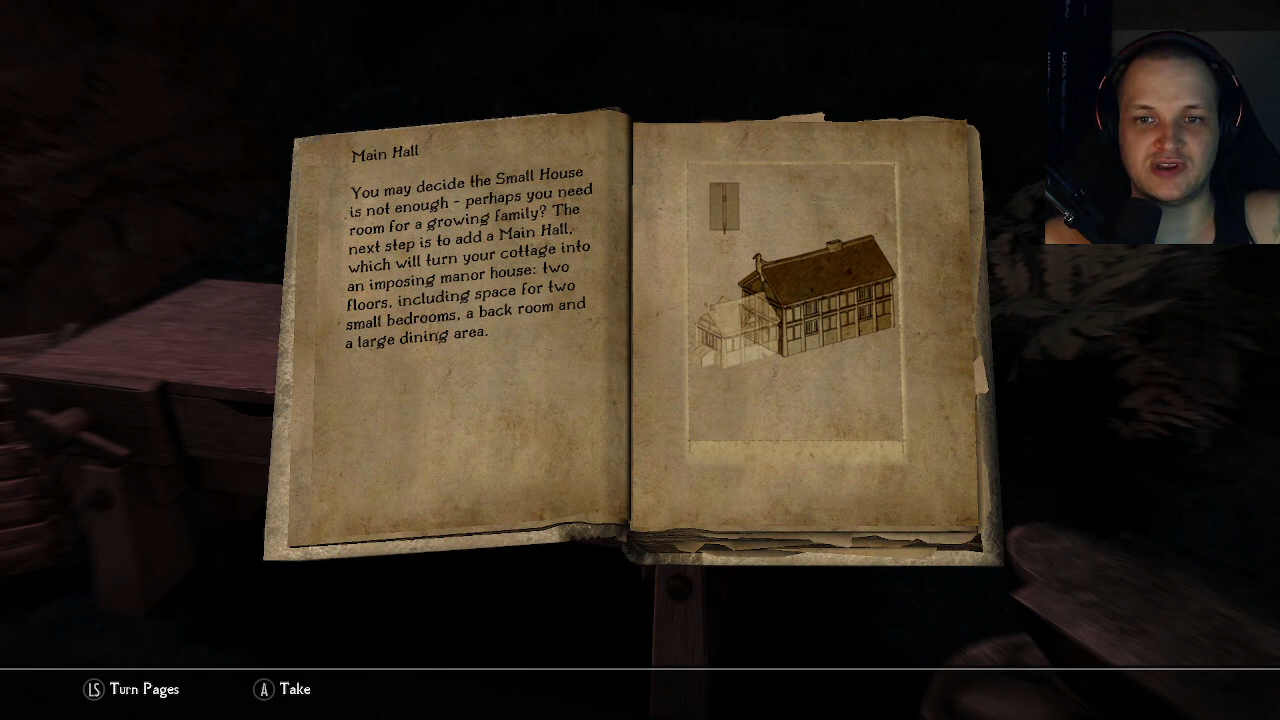 Main Hall
You may decide the Small House
is not enough - perhaps you need
room for a growing family? The
next step is to add a Main Hall,
which will turn your cottage into
an imposing manor house: two
floors, including space for two
small bedrooms, a back room and
a large dining area.
LS Turn Pages
A Take